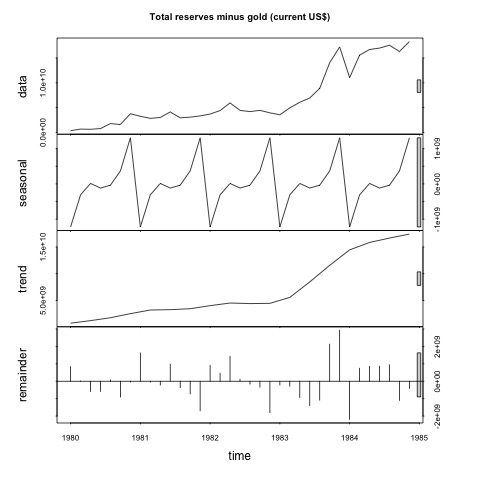 Total reserves minus gold (current US$)
data
0.0e+00 1.0e+10
seasonal
-1e+09 0e+00 1e+09
trend
5.0e+09 1.5e+10
remainder
-2e+09 0e+00 2e+09
1980 1981 1982 1983 1984 1985
time